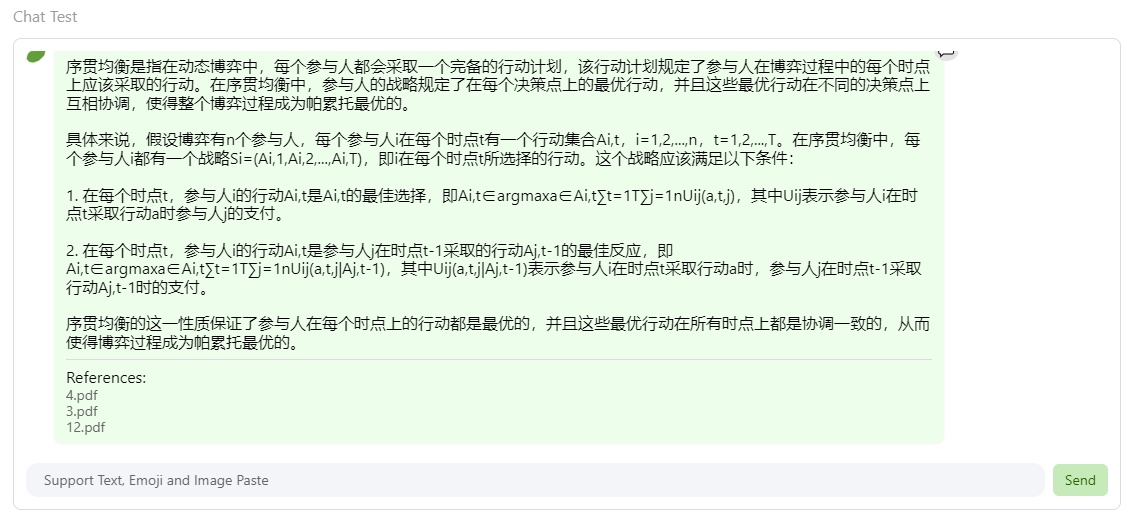 Chat Test
序贯均衡是指在动态博弈中，每个参与人都会采取一个完备的行动计划，该行动计划规定了参与人在博弈过程中的每个时点
上应该采取的行动。在序贯均衡中，参与人的战略规定了在每个决策点上的最优行动，并且这些最优行动在不同的决策点上
互相协调，使得整个博弈过程成为帕累托最优的。
具体来说，假设博弈有n个参与人，每个参与人i在每个时点t有一个行动集合Ai,t，i=1,2,...,n，t=1,2,...,T。在序贯均衡中，每
个参与人i都有一个战略Si=(Ai,1,Ai,2,...,Ai,T)，即i在每个时点t所选择的行动。这个战略应该满足以下条件：
1. 在每个时点t，参与人i的行动Ai,t是Ai,t的最佳选择，即Ai,t∈argmaxa∈Ai,t∑t=1T∑j=1nUij(a,t,j)，其中Uij表示参与人i在时
点t采取行动a时参与人j的支付。
2. 在每个时点t，参与人i的行动Ai,t是参与人j在时点t-1采取的行动Aj,t-1的最佳反应，即
Ai,t∈argmaxa∈Ai,t∑t=1T∑j=1nUij(a,t,j|Aj,t-1)，其中Uij(a,t,j|Aj,t-1)表示参与人i在时点t采取行动a时，参与人j在时点t-1采取
行动Aj,t-1时的支付。
序贯均衡的这一性质保证了参与人在每个时点上的行动都是最优的，并且这些最优行动在所有时点上都是协调一致的，从而
使得博弈过程成为帕累托最优的。
References:
4.pdf
3.pdf
12.pdf
Support Text, Emoji and Image Paste
Send